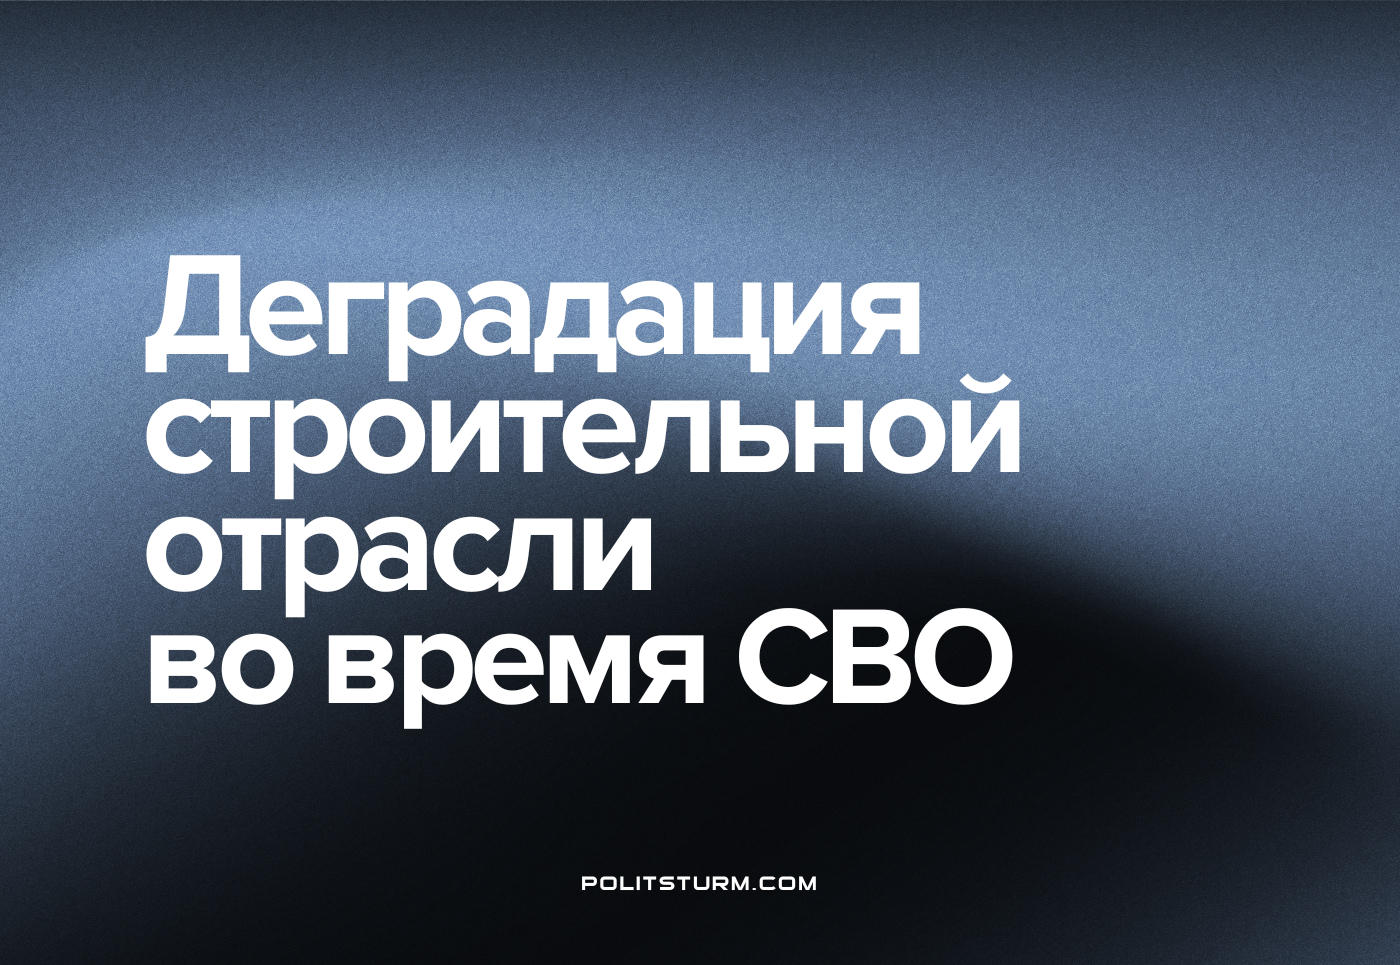 Деградация
строительной
отрасли
во время СВО
POLITSTURM.COM